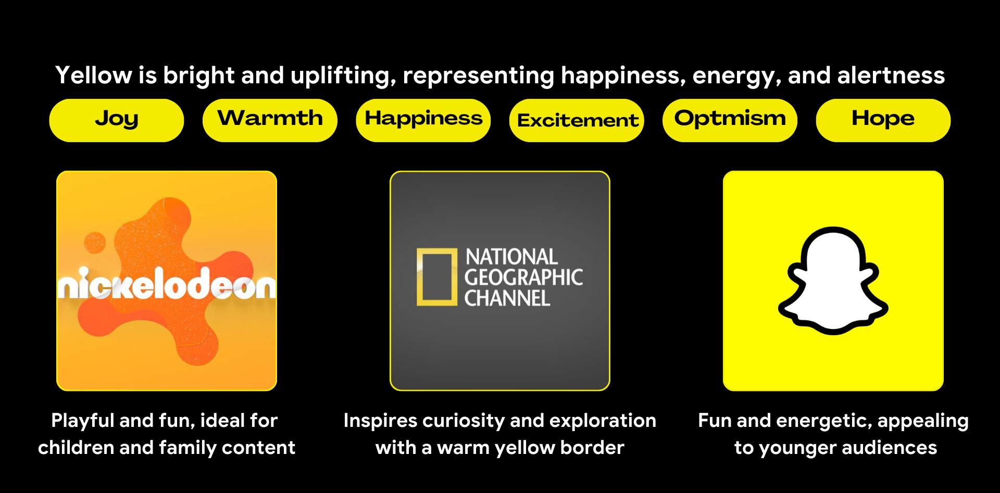 Yellow is bright and uplifting, representing happiness, energy, and alertness
Joy
Warmth
Happiness
Excitement
Optmism
Hope
nickelodeon
NATIONAL
GEOGRAPHIC
CHANNEL
Playful and fun, ideal for
children and family content
Inspires curiosity and exploration
with a warm yellow border
Fun and energetic, appealing
to younger audiences